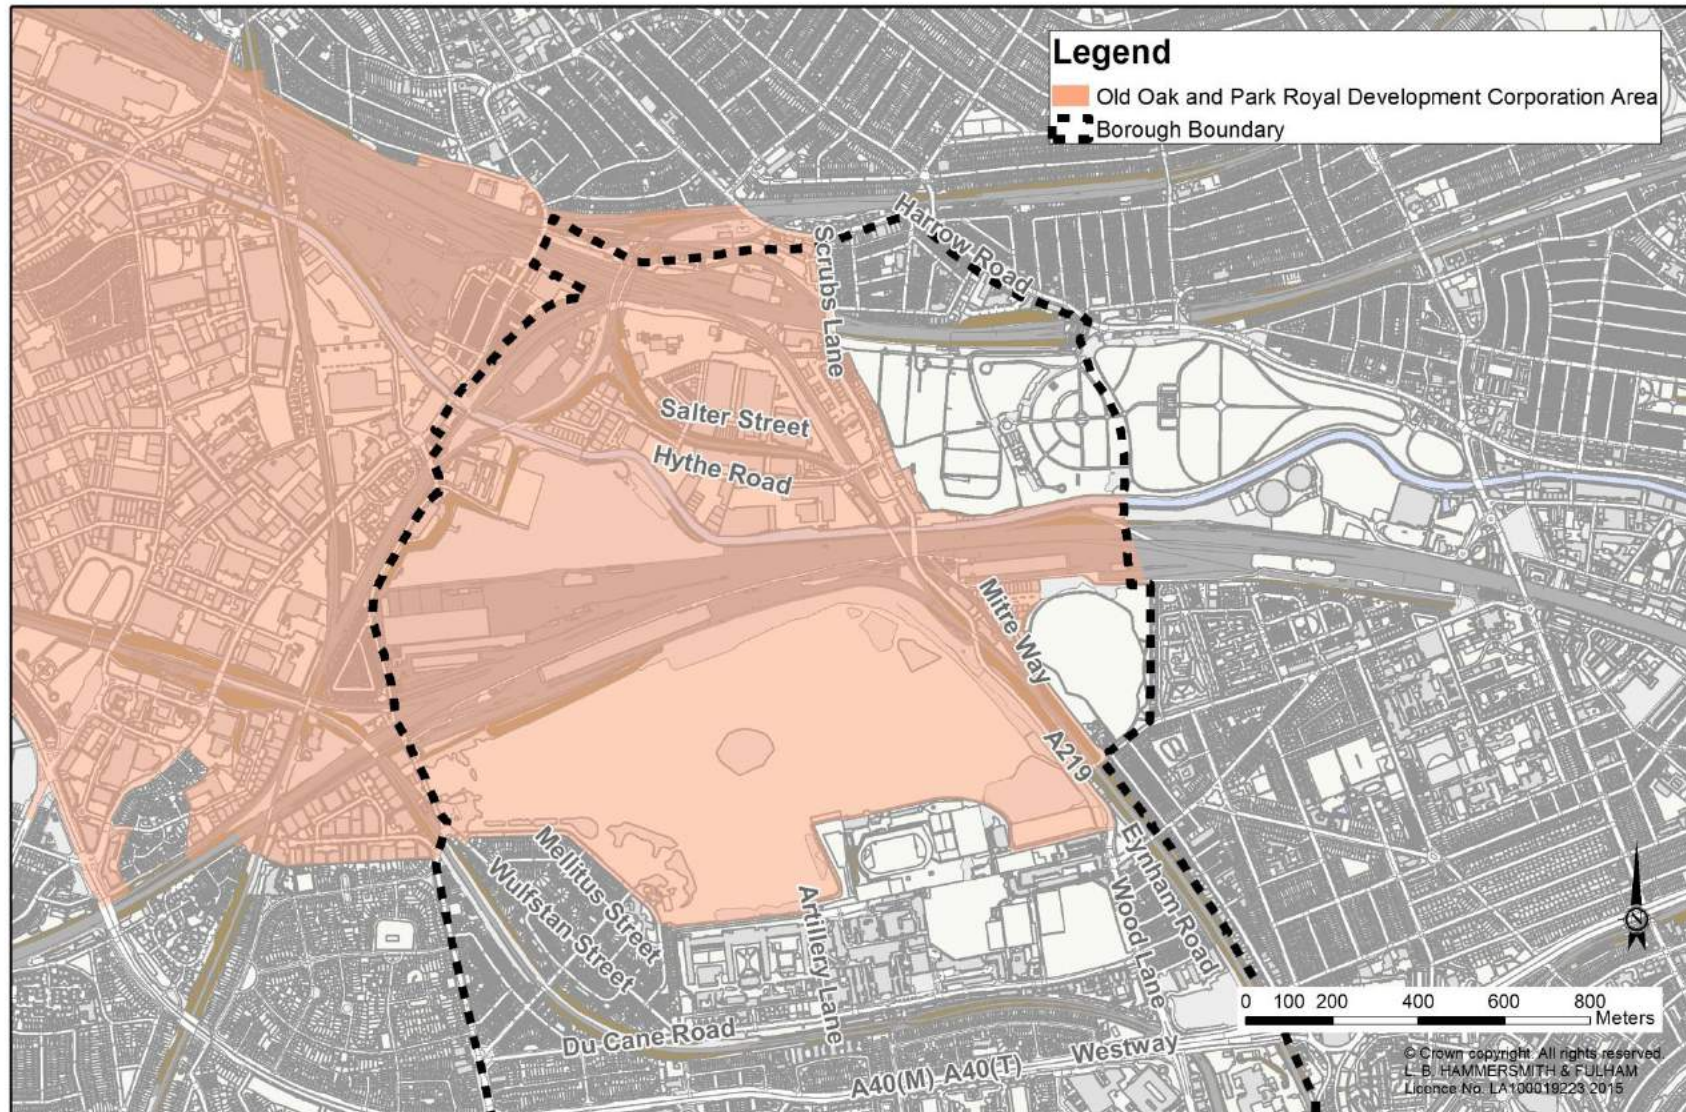 Legend
Old Oak and Park Royal Development Corporation Area
Borough Boundary
Harrow Road
Scrubs Lane
Salter Street
Hythe Road
Mitre Way
A219
Mellitus Street
Wulfstan Street
Artillery Lane
Eynham Road
Wood Lane
Du Cane Road
Westway
A40(M) A40(T)
0 100 200 400 600 800
Meters
© Crown copyright. All rights reserved.
L. B. HAMMERSMITH & FULHAM
Licence No. LA100019223 2015